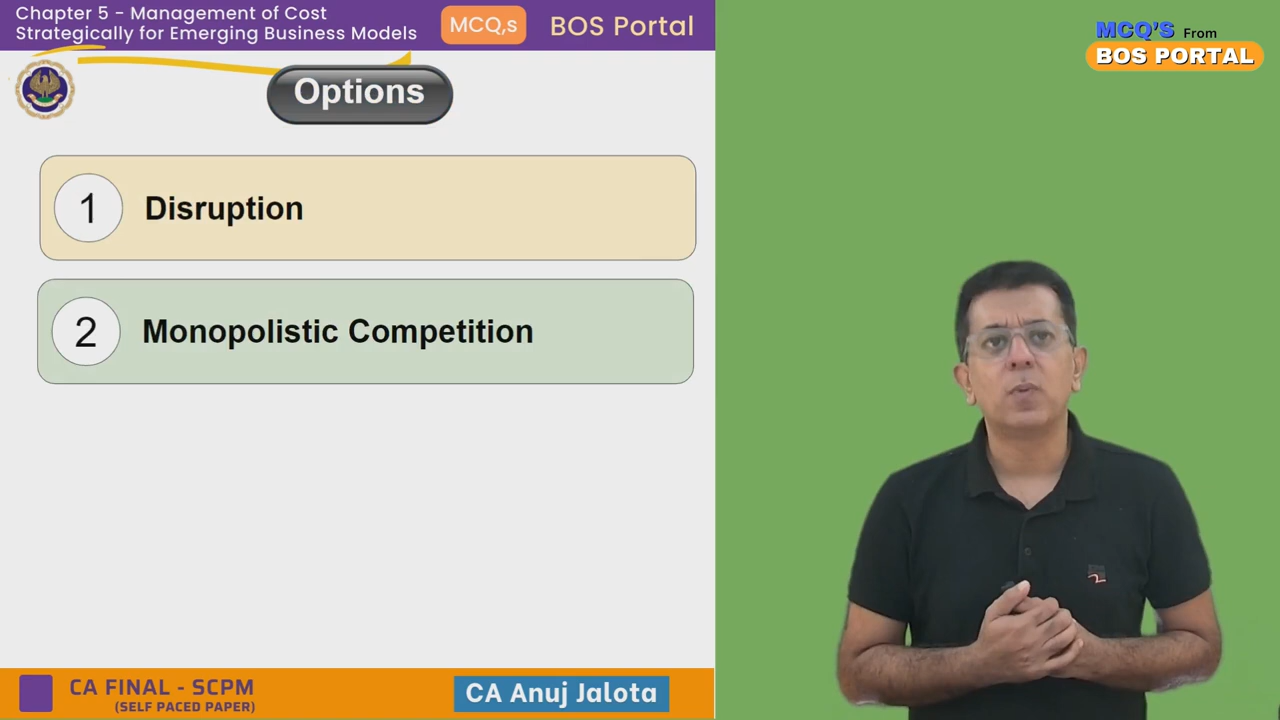 Chapter 5 - Management of Cost
Strategically for Emerging Business Models
MCQ,s
BOS Portal
MCQ'S From
BOS PORTAL
Options
1 Disruption
2 Monopolistic Competition
CA FINAL - SCPM
(SELF PACED PAPER)
CA Anuj Jalota